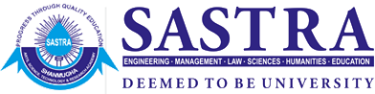 PROGRESS THROUGH QUALITY EDUCATION
SASTRA
SHANMUGHA
SASTRA
ENGINEERING · MANAGEMENT · LAW · SCIENCES · HUMANITIES · EDUCATION
DEEMED TO BE UNIVERSITY